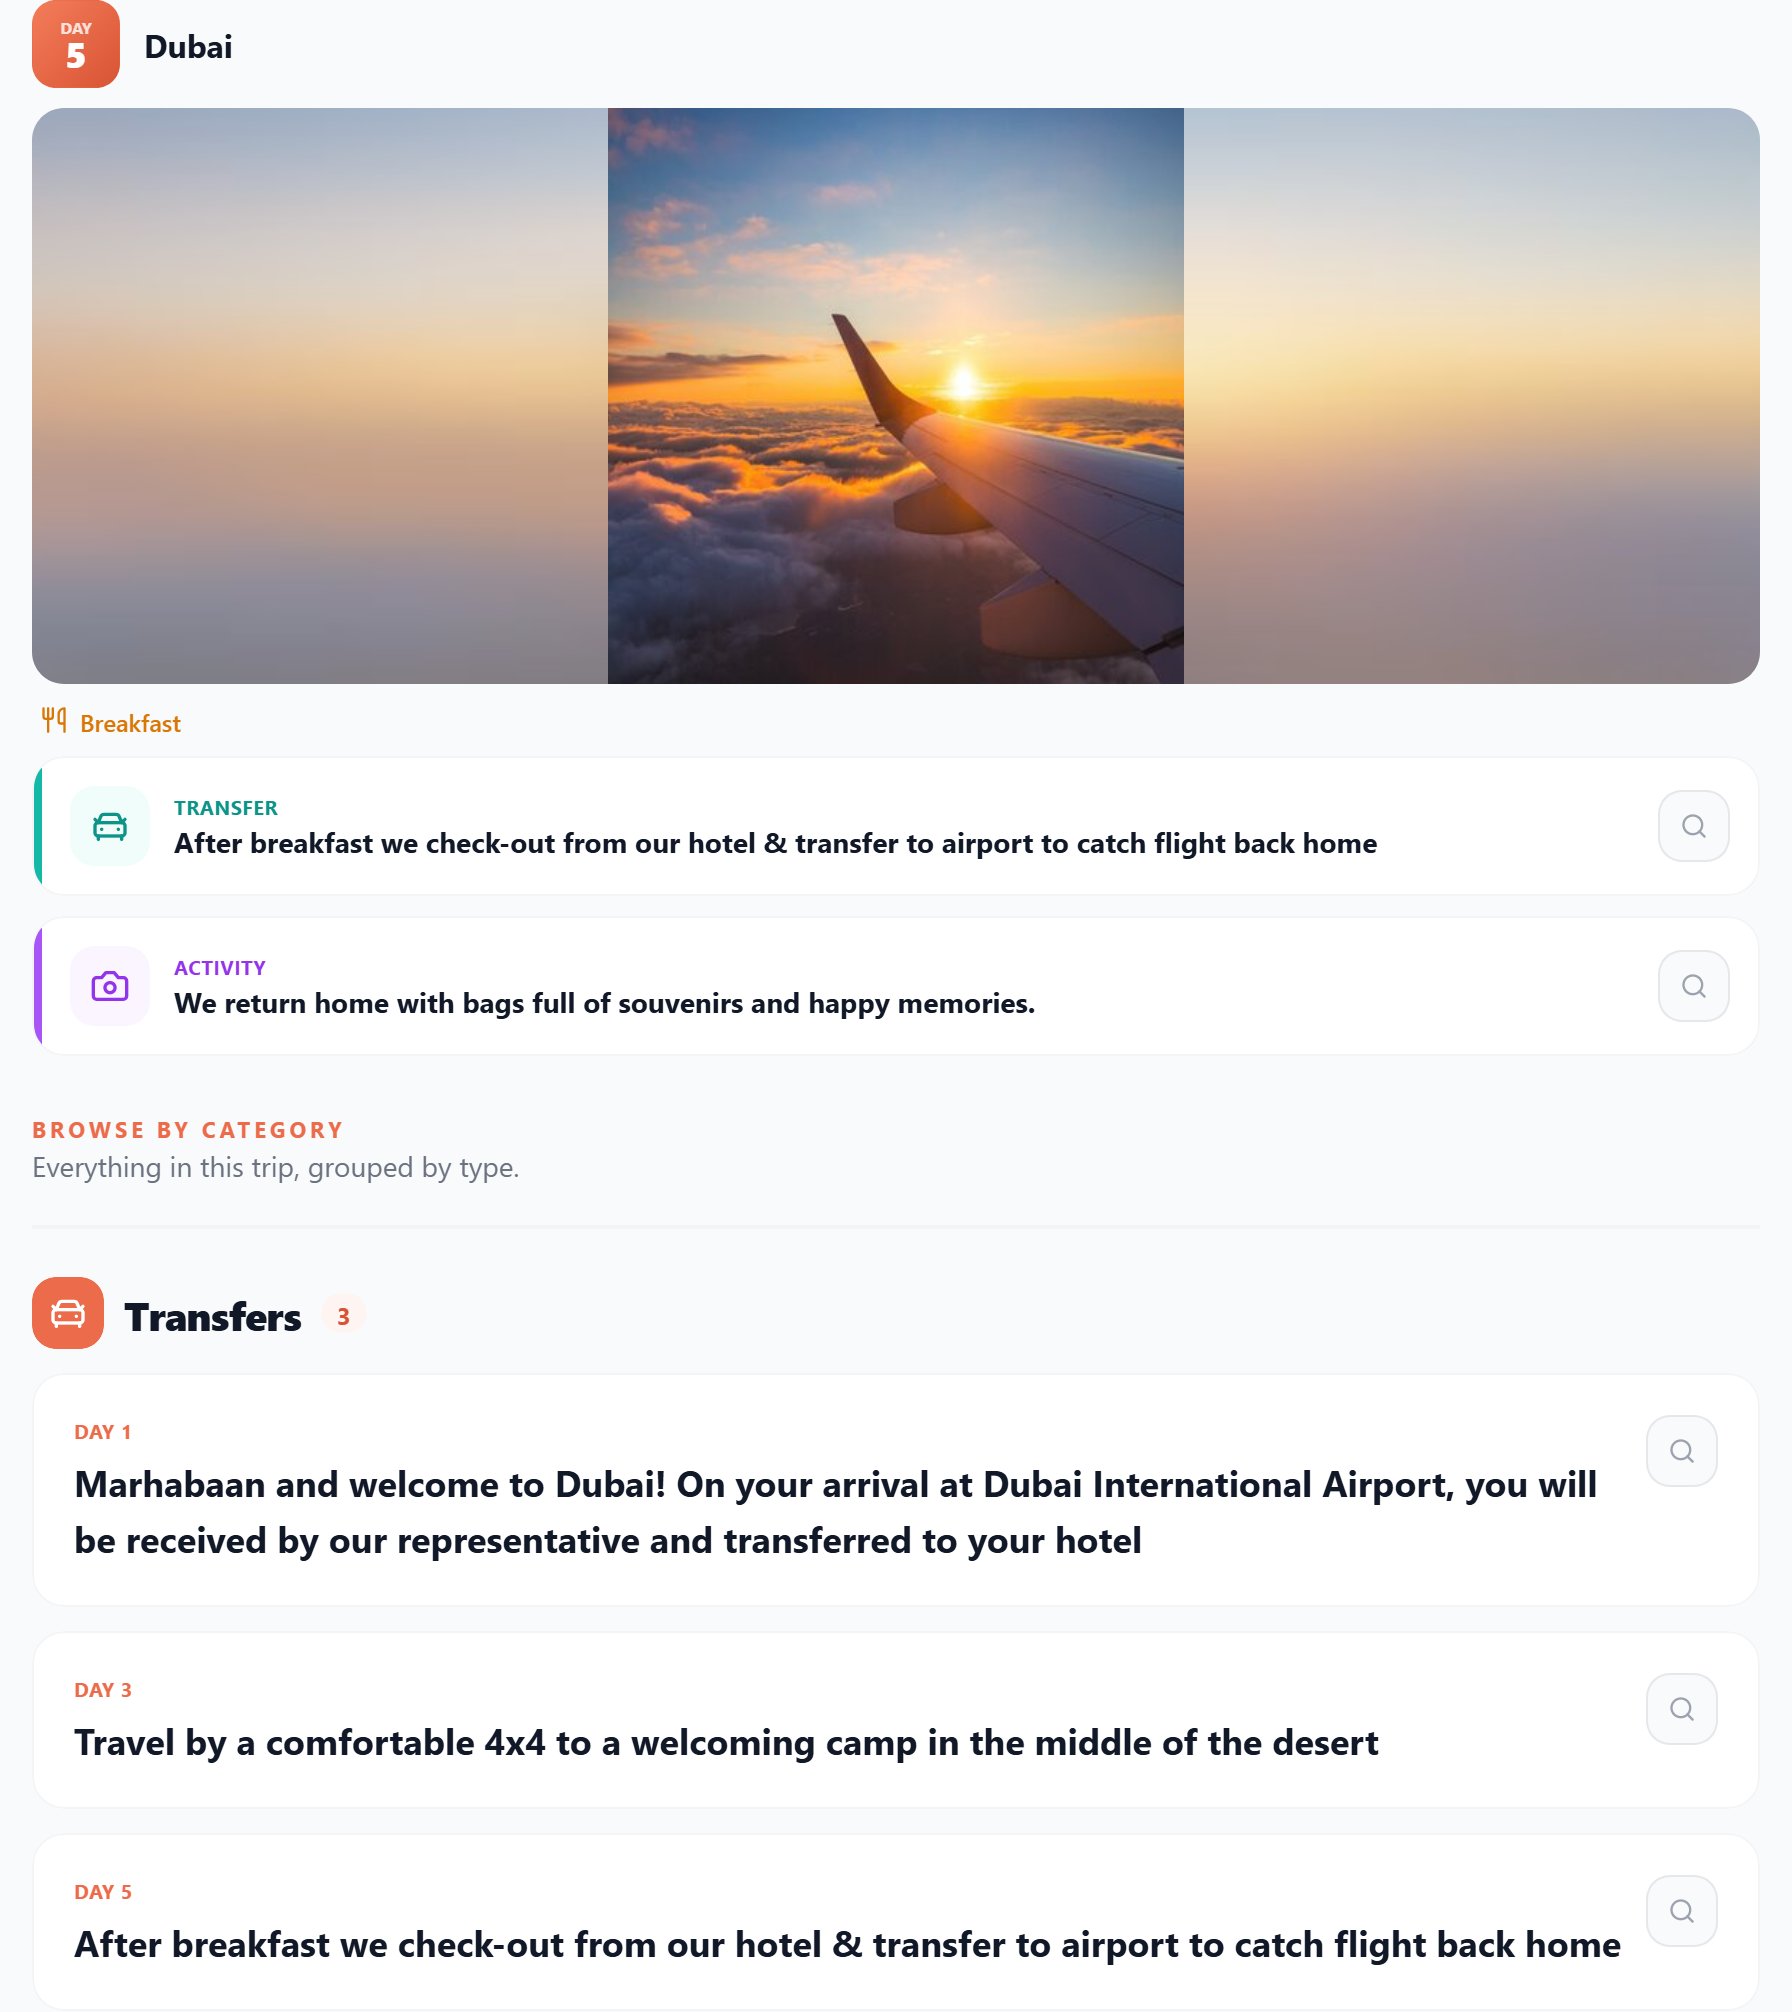 DAY
5
Dubai
Breakfast
TRANSFER
After breakfast we check-out from our hotel & transfer to airport to catch flight back home
ACTIVITY
We return home with bags full of souvenirs and happy memories.
BROWSE BY CATEGORY
Everything in this trip, grouped by type.
Transfers 3
DAY 1
Marhabaan and welcome to Dubai! On your arrival at Dubai International Airport, you will
be received by our representative and transferred to your hotel
DAY 3
Travel by a comfortable 4x4 to a welcoming camp in the middle of the desert
DAY 5
After breakfast we check-out from our hotel & transfer to airport to catch flight back home